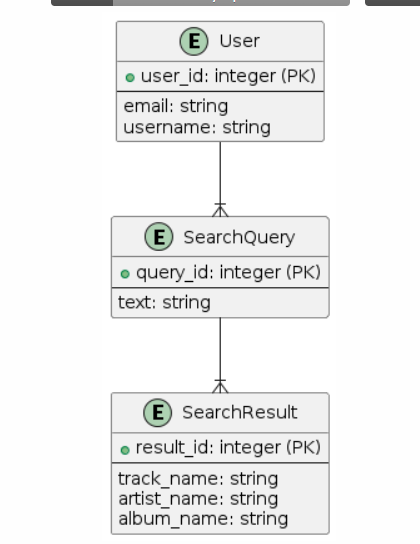 E User
user_id: integer (PK)
email: string
username: string
E SearchQuery
query_id: integer (PK)
text: string
E SearchResult
result_id: integer (PK)
track_name: string
artist_name: string
album_name: string